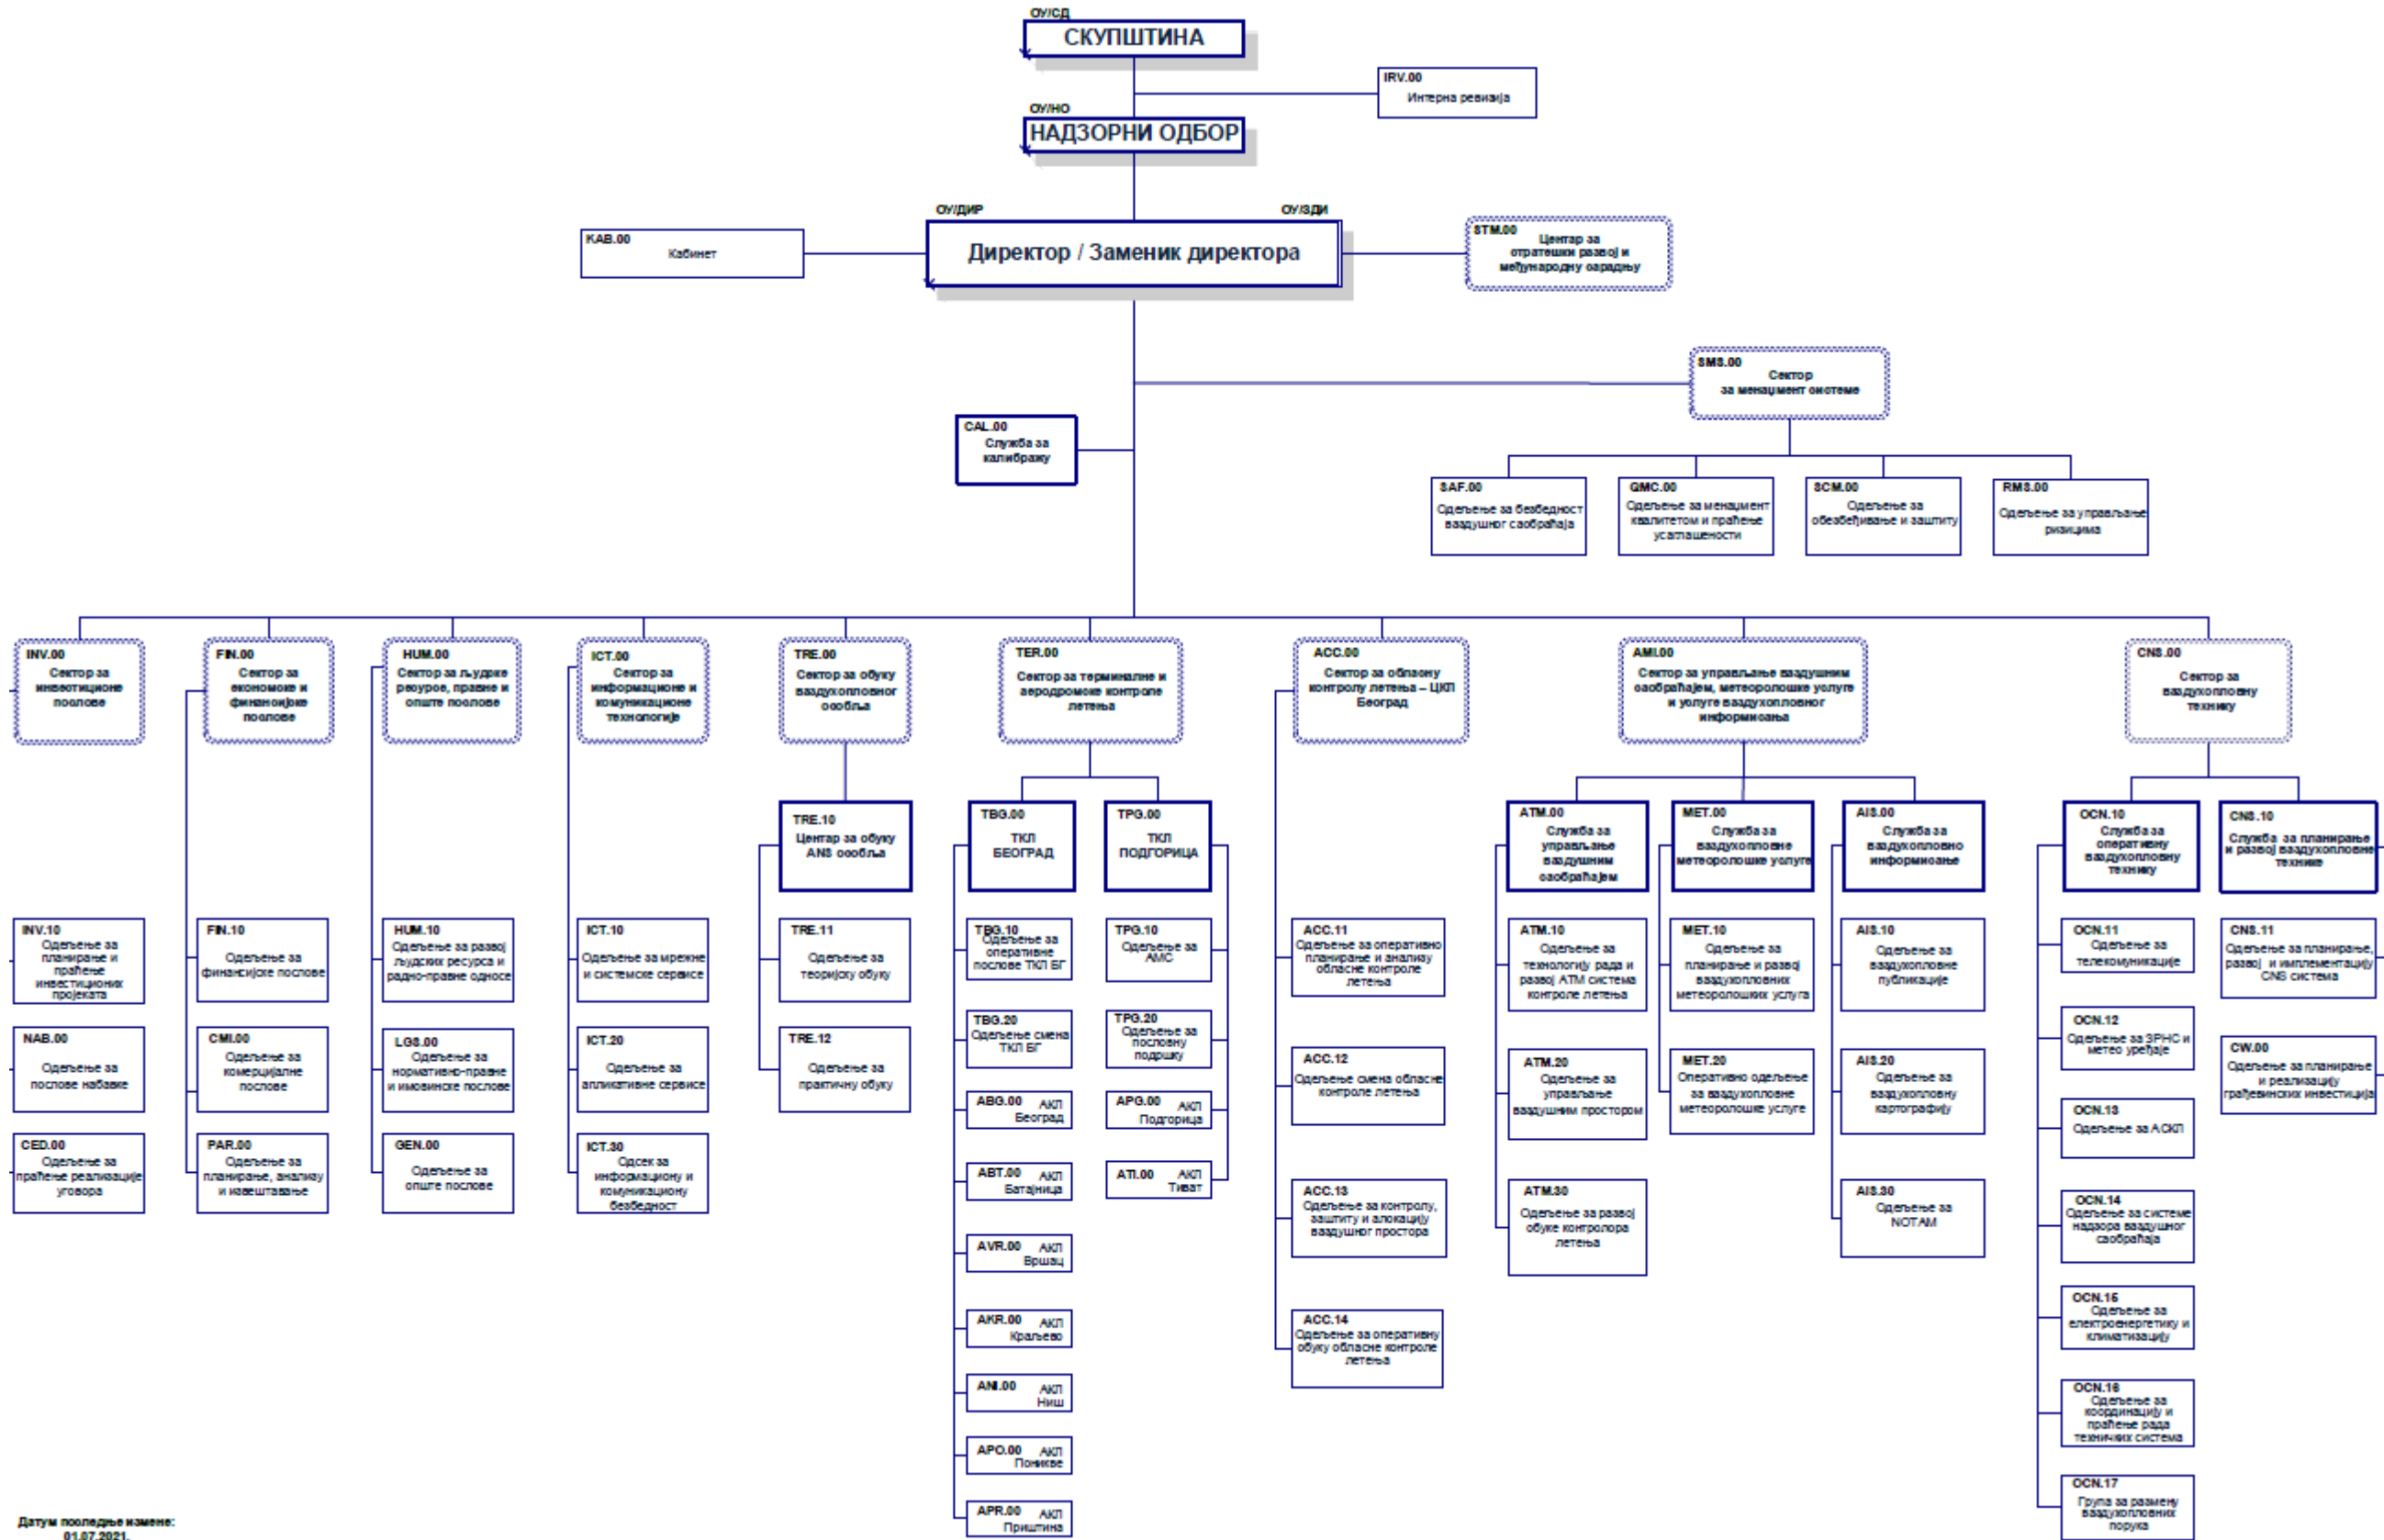 ОУ/СД
СКУПШТИНА
IRV.00
Интерна ревизија
ОУ/НО
НАДЗОРНИ ОДБОР
ОУ/ДИР
ОУ/ЗДИ
Директор / Заменик директора
KAB.00
Кабинет
STM.00
Центар за
стратешки развој и
међународну сарадњу
SMS.00
Сектор
за менаџмент системе
CAL.00
Служба за
калибражу
SAF.00
Одељење за безбедност
ваздушног саобраћаја
QMC.00
Одељење за менаџмент
квалитетом и праћење
усаглашености
SCM.00
Одељење за
обезбеђивање и заштиту
RMS.00
Одељење за управљање
ризицима
INV.00
Сектор за
инвестиционе
послове
FIN.00
Сектор за
економске и
финансијске
послове
HUM.00
Сектор за људске
ресурсе, правне и
опште послове
ICT.00
Сектор за
информационе и
комуникационе
технологије
TRE.00
Сектор за обуку
ваздухопловног
особља
TER.00
Сектор за терминалне и
аеродромске контроле
летења
ACC.00
Сектор за обласну
контролу летења – ЦКЛ
Београд
AMI.00
Сектор за управљање ваздушним
саобраћајем, метеоролошке услуге
и услуге ваздухопловног
информисања
CNS.00
Сектор за
ваздухопловну
технику
TRE.10
Центар за обуку
ANS особља
TBG.00
ТКЛ
БЕОГРАД
TPG.00
ТКЛ
ПОДГОРИЦА
ATM.00
Служба за
управљање
ваздушним
саобраћајем
MET.00
Служба за
ваздухопловне
метеоролошке услуге
AIS.00
Служба за
ваздухопловно
информисање
OCN.10
Служба за
оперативну
ваздухопловну
технику
CNS.10
Служба за планирање
и развој ваздухопловне
технике
INV.10
Одељење за
планирање и
праћење
инвестиционих
пројеката
NAB.00
Одељење за
послове набавке
CED.00
Одељење за
праћење реализације
уговора
FIN.10
Одељење за
финансијске послове
CMI.00
Одељење за
комерцијалне
послове
PAR.00
Одељење за
планирање, анализу
и извештавање
HUM.10
Одељење за развој
људских ресурса и
радно-правне односе
LGS.00
Одељење за
нормативно-правне
и имовинске послове
GEN.00
Одељење за
опште послове
ICT.10
Одељење за мрежне
и системске сервисе
ICT.20
Одељење за
апликативне сервисе
ICT.30
Одсек за
информациону и
комуникациону
безбедност
TRE.11
Одељење за
теоријску обуку
TRE.12
Одељење за
практичну обуку
TBG.10
Одељење за
оперативне
послове ТКЛ БГ
TBG.20
Одељење смена
ТКЛ БГ
ABG.00 АКЛ
Београд
ABT.00 АКЛ
Батајница
AVR.00 АКЛ
Вршац
AKR.00 АКЛ
Краљево
ANI.00 АКЛ
Ниш
APO.00 АКЛ
Поникве
APR.00 АКЛ
Приштина
TPG.10
Одељење за
АМС
TPG.20
Одељење за
пословну
подршку
APG.00 АКЛ
Подгорица
ATI.00 АКЛ
Тиват
ACC.11
Одељење за оперативно
планирање и анализу
обласне контроле
летења
ACC.12
Одељење смена обласне
контроле летења
ACC.13
Одељење за контролу,
заштиту и алокацију
ваздушног простора
ACC.14
Одељење за оперативну
обуку обласне контроле
летења
ATM.10
Одељење за
технологију рада и
развој АТМ система
контроле летења
ATM.20
Одељење за
управљање
ваздушним простором
ATM.30
Одељење за развој
обуке контролора
летења
MET.10
Одељење за
планирање и развој
ваздухопловних
метеоролошких услуга
MET.20
Оперативно одељење
за ваздухопловне
метеоролошке услуге
AIS.10
Одељење за
ваздухопловне
публикације
AIS.20
Одељење за
ваздухопловну
картографију
AIS.30
Одељење за
NOTAM
OCN.11
Одељење за
телекомуникације
OCN.12
Одељење за ЗРНС и
метео уређаје
OCN.13
Одељење за АСКЛ
OCN.14
Одељење за системе
надзора ваздушног
саобраћаја
OCN.15
Одељење за
електроенергетику и
климатизацију
OCN.16
Одељење за
координацију и
праћење рада
техничких система
OCN.17
Група за размену
ваздухопловних
порука
CNS.11
Одељење за планирање,
развој и имплементацију
CNS система
CW.00
Одељење за планирање
и реализацију
грађевинских инвестиција
Датум последње измене:
01.07.2021.